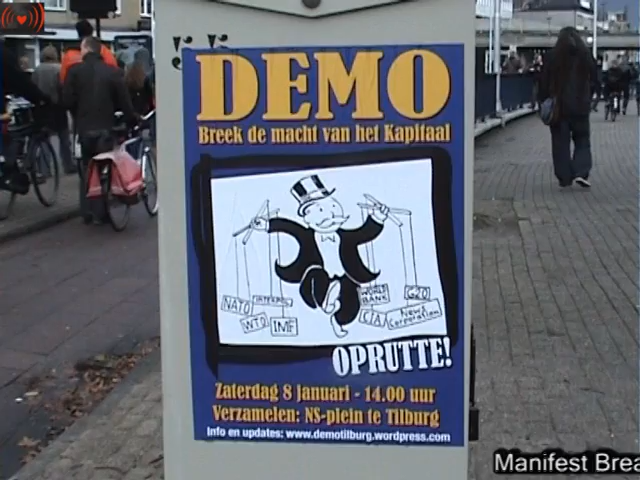 DEMO
Breek de macht van het Kapitaal
NATO
INTERPOL
WTO
IMF
WORLD
BANK
G20
CIA
News
Corporation
OPRUTTE!
Zaterdag 8 januari - 14.00 uur
Verzamelen: NS-plein te Tilburg
Info en updates: www.demotilburg.wordpress.com
Manifest Brea